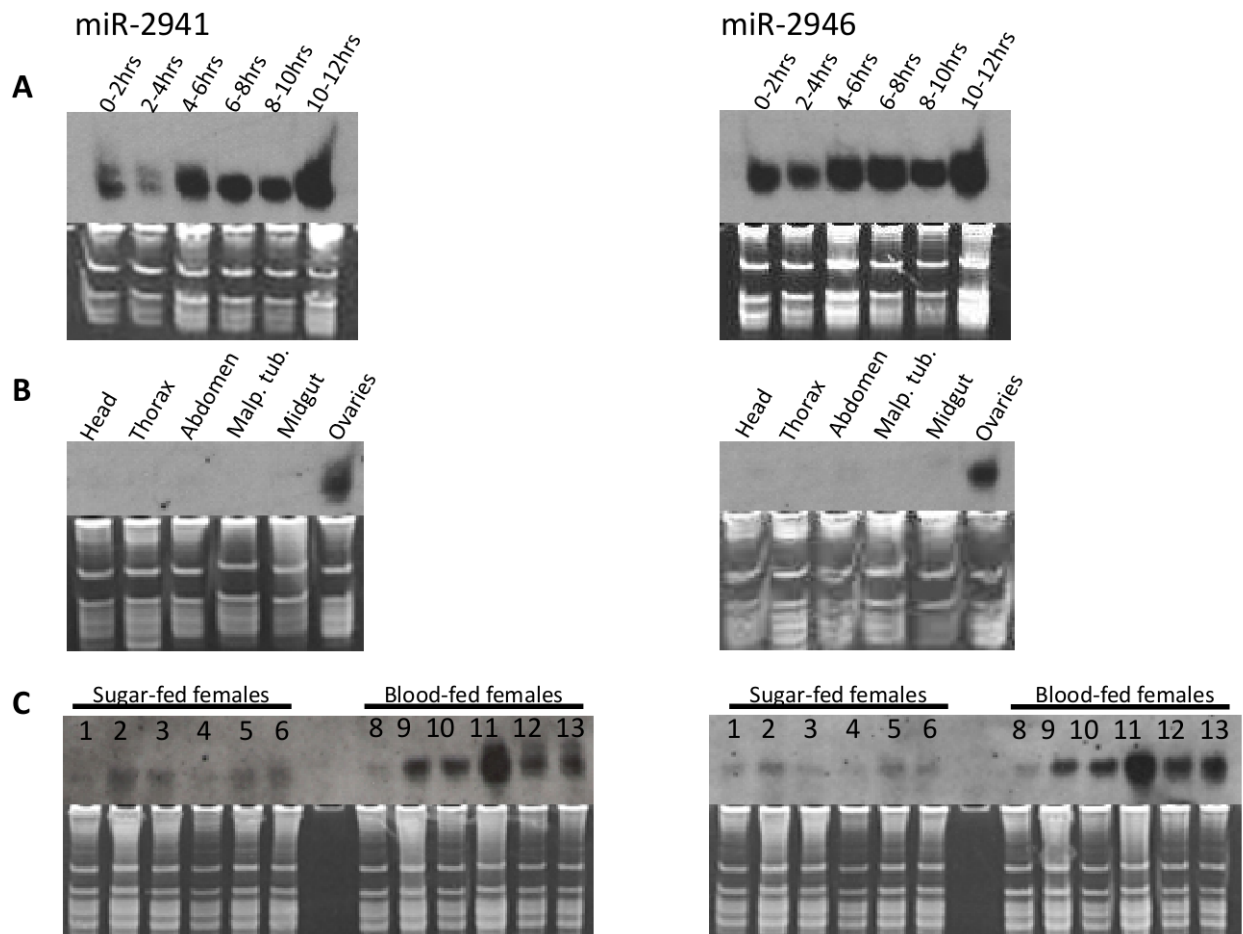 miR-2941 miR-2946
A
0-2hrs 2-4hrs 4-6hrs 6-8hrs 8-10hrs 10-12hrs
0-2hrs 2-4hrs 4-6hrs 6-8hrs 8-10hrs 10-12hrs
B
Head Thorax Abdomen Malp. tub. Midgut Ovaries
Head Thorax Abdomen Malp. tub. Midgut Ovaries
C
Sugar-fed females Blood-fed females
1 2 3 4 5 6 8 9 10 11 12 13
Sugar-fed females Blood-fed females
1 2 3 4 5 6 8 9 10 11 12 13